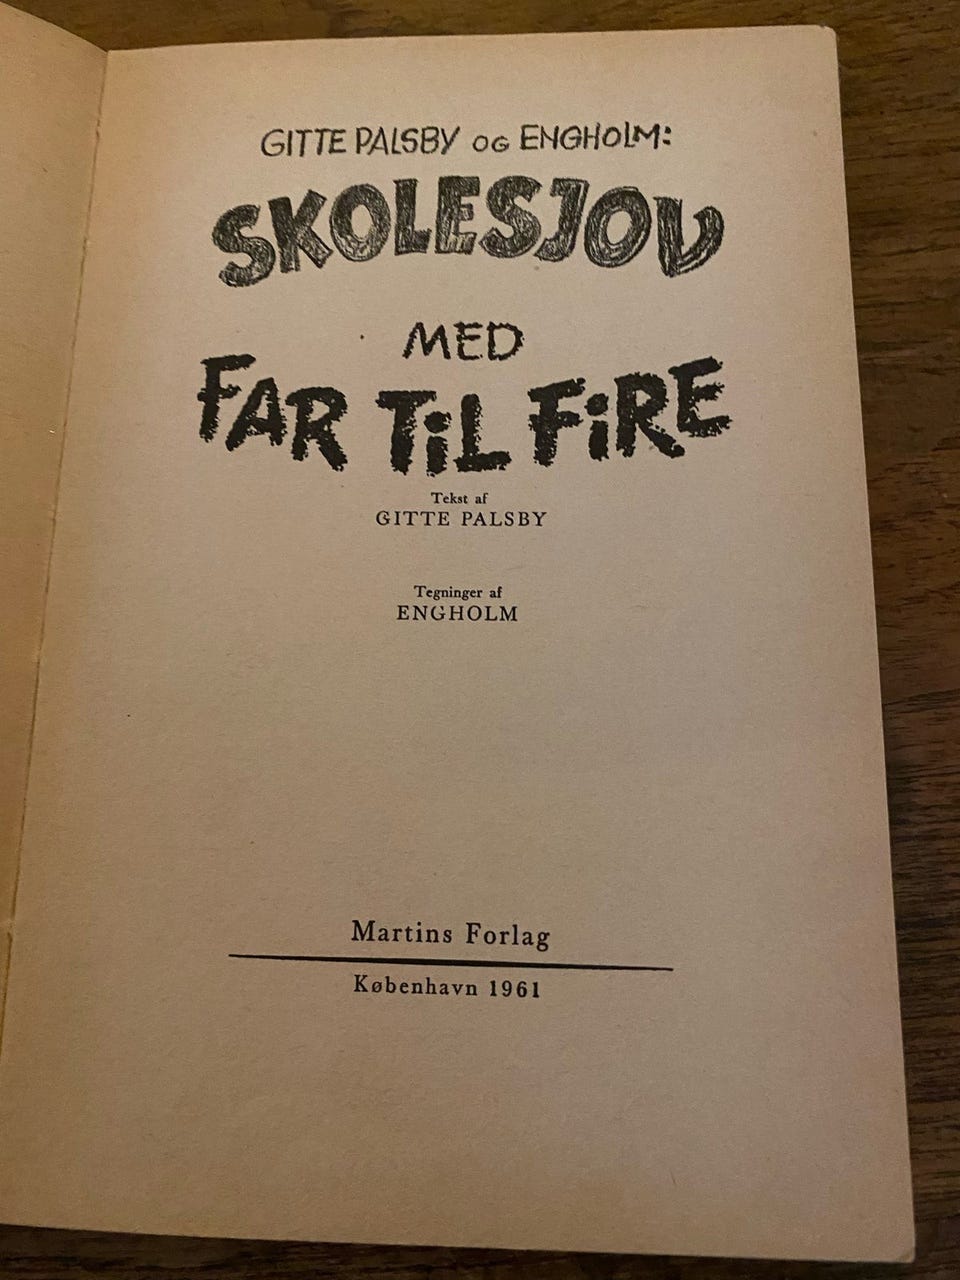 GITTE PALSBY OG ENGHOLM:
SKOLESJOV
MED
FAR TiL FiRE
Tekst af
GITTE PALSBY
Tegninger af
ENGHOLM
Martins Forlag
København 1961